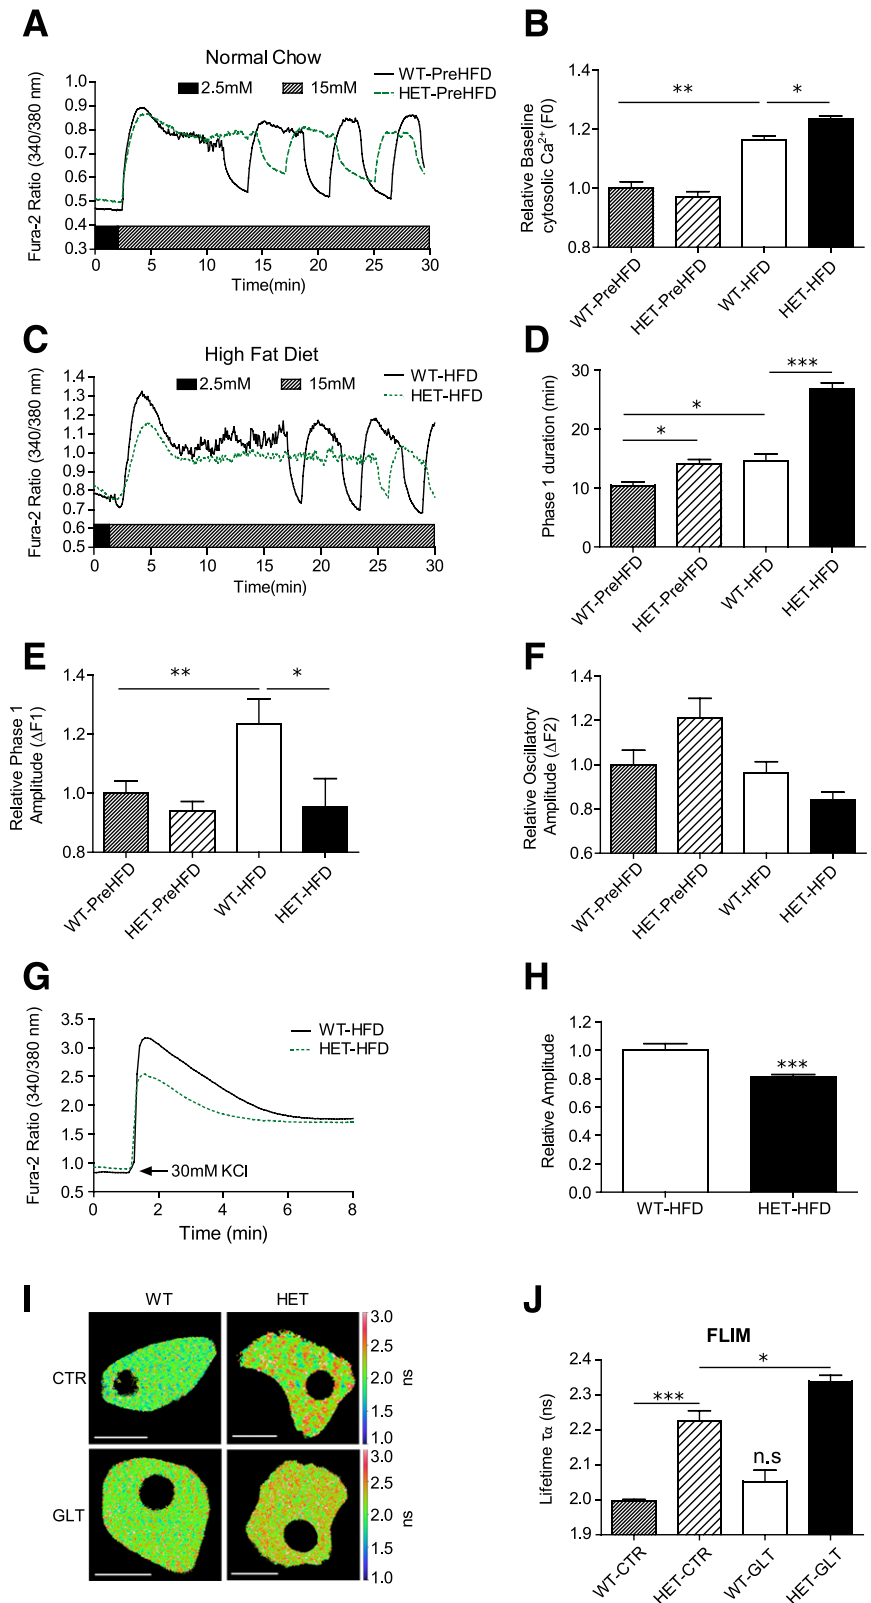 A
Normal Chow
2.5mM
15mM
WT-PreHFD
HET-PreHFD
Fura-2 Ratio (340/380 nm)
1.0
0.9
0.8
0.7
0.6
0.5
0.4
0.3
0 5 10 15 20 25 30
Time(min)
B
Relative Baseline
cytosolic Ca²⁺ (F0)
1.4
1.2
1.0
0.8
** *
WT-PreHFD
HET-PreHFD
WT-HFD
HET-HFD
C
High Fat Diet
2.5mM
15mM
WT-HFD
HET-HFD
Fura-2 Ratio (340/380 nm)
1.4
1.3
1.2
1.1
1.0
0.9
0.8
0.7
0.6
0.5
0 5 10 15 20 25 30
Time(min)
D
Phase 1 duration (min)
30
20
10
0
***
*
*
WT-PreHFD
HET-PreHFD
WT-HFD
HET-HFD
E
Relative Phase 1
Amplitude (ΔF1)
1.4
1.2
1.0
0.8
** *
WT-PreHFD
HET-PreHFD
WT-HFD
HET-HFD
F
Relative Oscillatory
Amplitude (ΔF2)
1.4
1.2
1.0
0.8
0.6
WT-PreHFD
HET-PreHFD
WT-HFD
HET-HFD
G
Fura-2 Ratio (340/380 nm)
3.5
3.0
2.5
2.0
1.5
1.0
0.5
WT-HFD
HET-HFD
30mM KCl
0 2 4 6 8
Time (min)
H
Relative Amplitude
1.2
1.0
0.8
0.6
0.4
0.2
0.0
***
WT-HFD HET-HFD
I
WT HET
CTR
3.0
2.5
2.0
1.5
1.0
ns
GLT
3.0
2.5
2.0
1.5
1.0
ns
J
FLIM
Lifetime τα (ns)
2.4
2.3
2.2
2.1
2.0
1.9
*
***
n.s
WT-CTR
HET-CTR
WT-GLT
HET-GLT